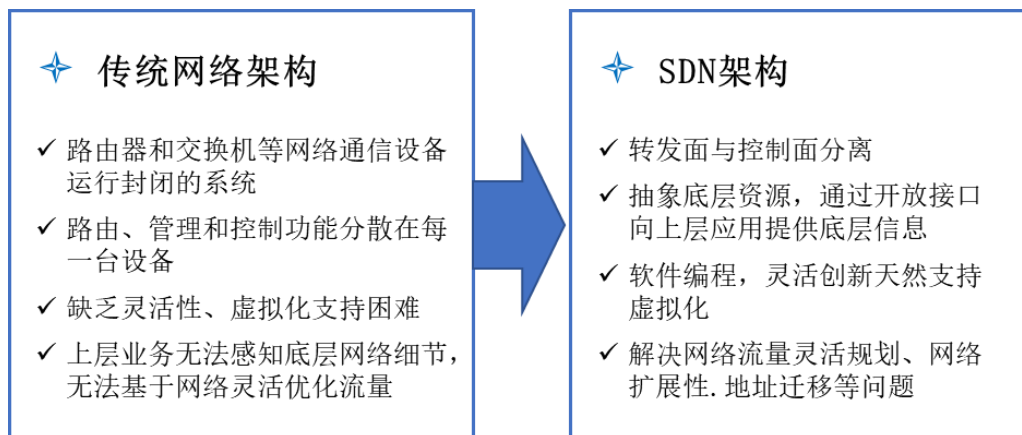 传统网络架构
路由器和交换机等网络通信设备
运行封闭的系统
路由、管理和控制功能分散在每
一台设备
缺乏灵活性、虚拟化支持困难
上层业务无法感知底层网络细节，
无法基于网络灵活优化流量
SDN架构
转发面与控制面分离
抽象底层资源，通过开放接口
向上层应用提供底层信息
软件编程，灵活创新天然支持
虚拟化
解决网络流量灵活规划、网络
扩展性.地址迁移等问题